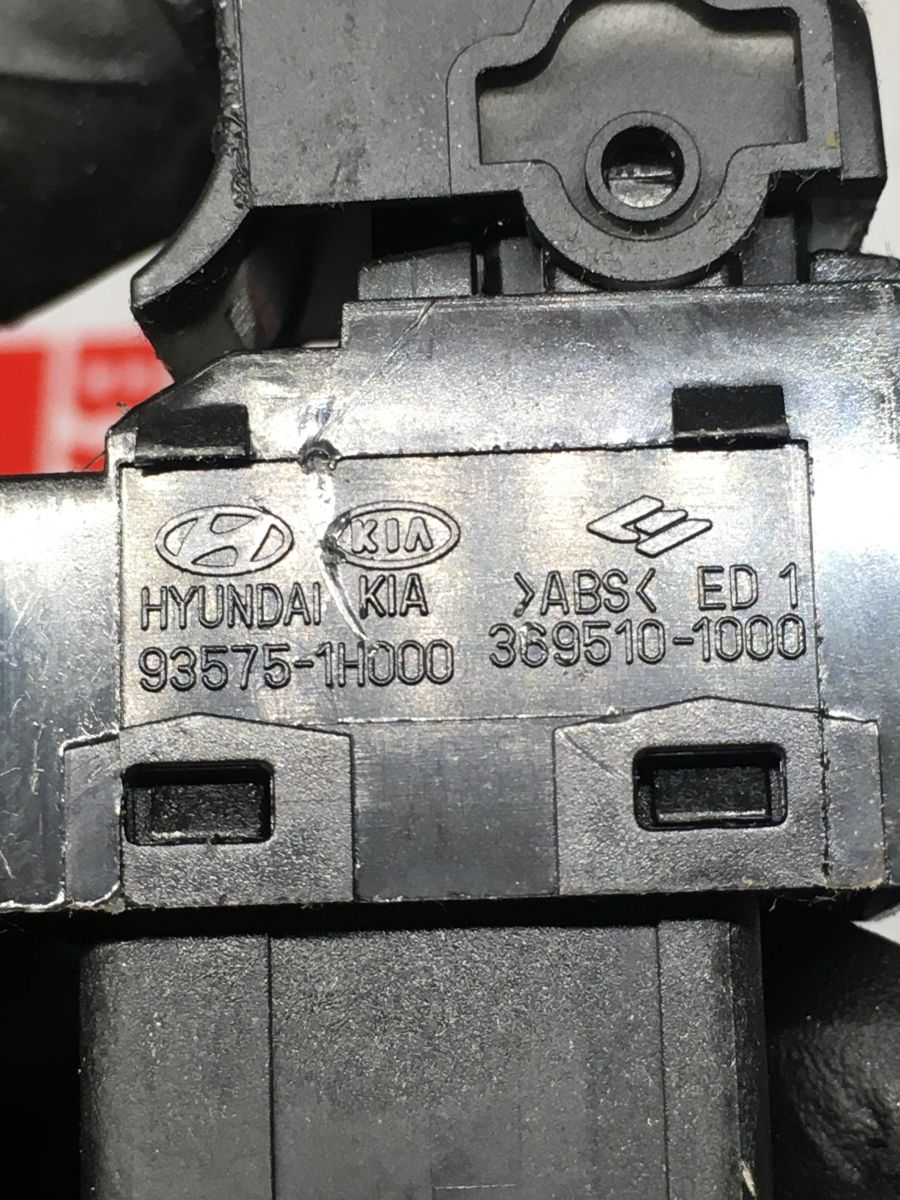 KIA
HYUNDAI KIA >ABS< ED 1
93575-1H000 369510-1000